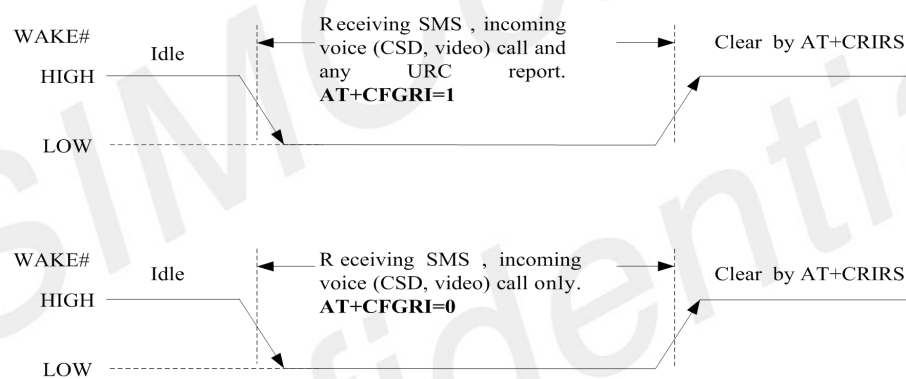 WAKE#
Idle
Receiving SMS , incoming
voice (CSD, video) call and
any URC report.
AT+CFGRI=1
Clear by AT+CRIRS
HIGH
LOW
WAKE#
Idle
R eceiving SMS , incoming
voice (CSD, video) call only.
AT+CFGRI=0
Clear by AT+CRIRS
HIGH
LOW